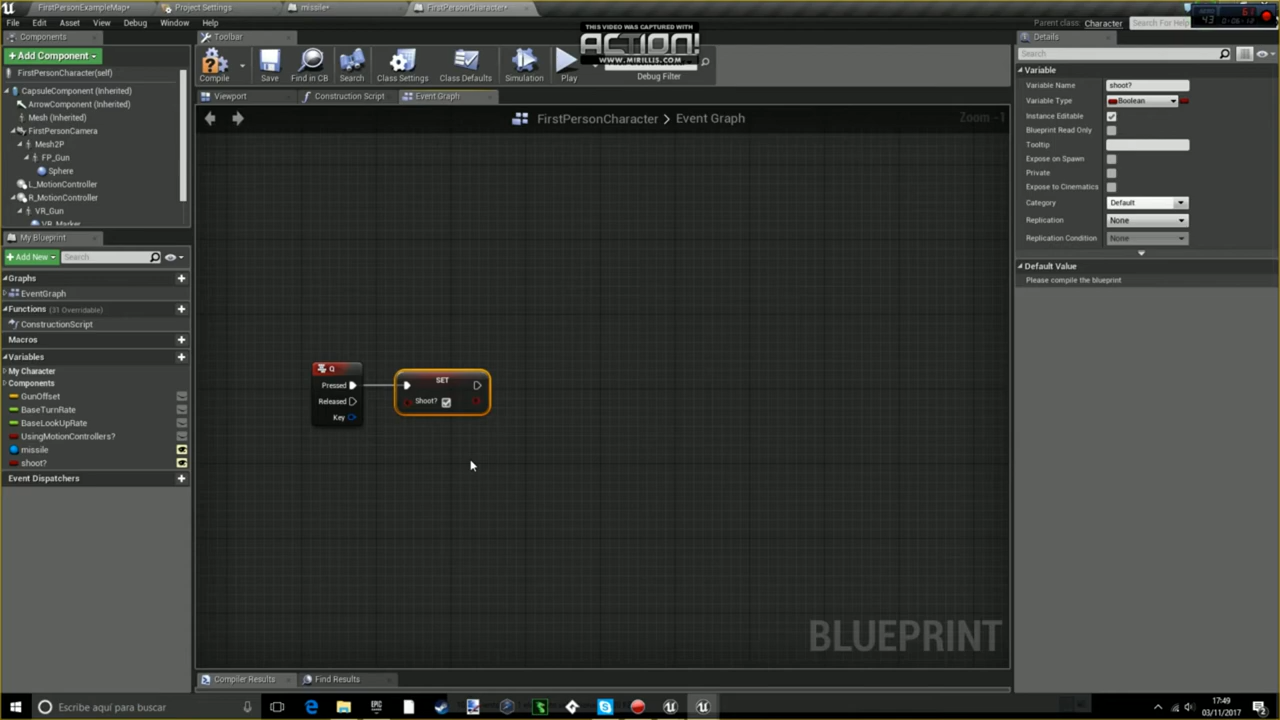 FirstPersonExampleMap*
Project Settings
missile*
FirstPersonCharacter*
File Edit Asset View Debug Window Help
THIS VIDEO WAS CAPTURED WITH
ACTION!
WWW.MIRILLIS.COM
Parent class: Character
Search For Help
Components
Toolbar
Details
+Add Component
Search
FirstPersonCharacter(self)
Compile
Save
Find in CB
Search
Class Settings
Class Defaults
Simulation
Play
Debug Filter
Variable
CapsuleComponent (Inherited)
ArrowComponent (Inherited)
Mesh (Inherited)
FirstPersonCamera
Mesh2P
FP_Gun
Sphere
L_MotionController
R_MotionController
VR_Gun
VR_Marker
Viewport
Construction Script
Event Graph
FirstPersonCharacter > Event Graph
Zoom -1
Variable Name shoot?
Variable Type Boolean
Instance Editable
Blueprint Read Only
Tooltip
Expose on Spawn
Private
Expose to Cinematics
Category Default
Replication None
Replication Condition None
Default Value
Please compile the blueprint
My Blueprint
+Add New
Search
Graphs
EventGraph
Functions (31 Overridable)
ConstructionScript
Macros
Variables
My Character
Components
GunOffset
BaseTurnRate
BaseLookUpRate
UsingMotionControllers?
missile
shoot?
Event Dispatchers
Q
Pressed
Released
Key
SET
Shoot?
BLUEPRINT
Compiler Results
Find Results
Escribe aquí para buscar
EPIC
17:49
03/11/2017